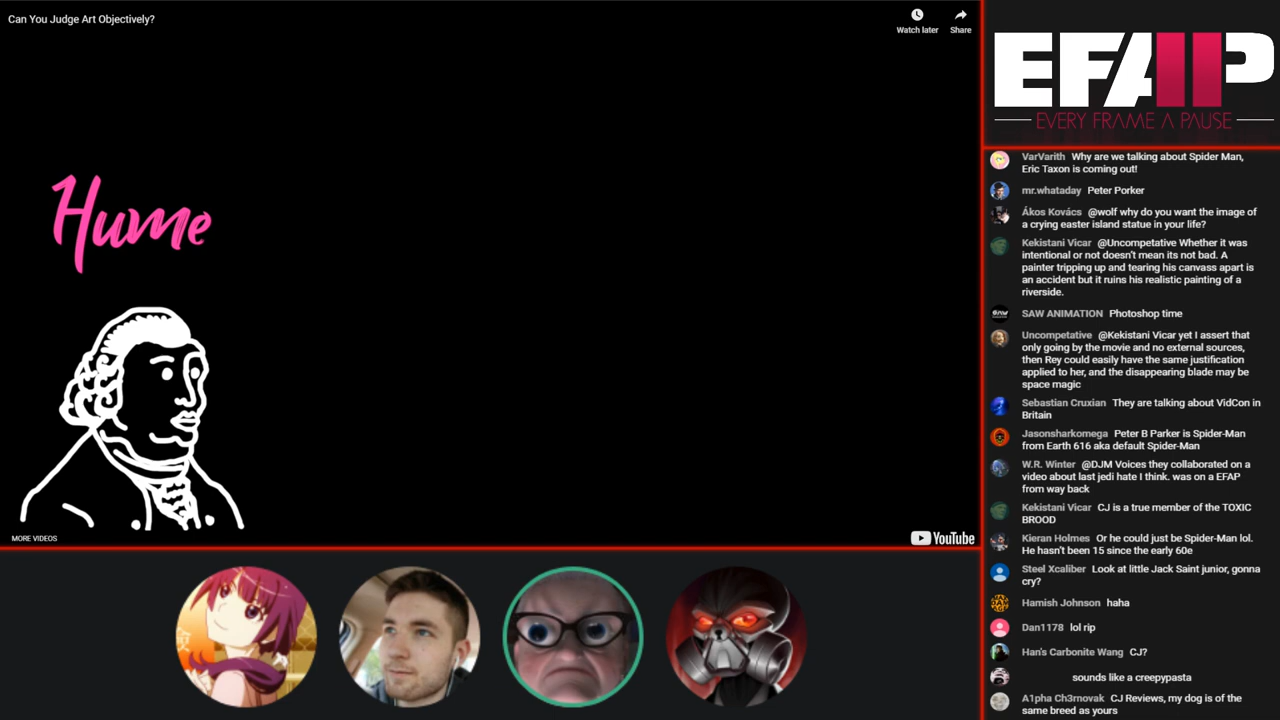 Can You Judge Art Objectively?
Watch later
Share
Hume
MORE VIDEOS
YouTube
EFAP
EVERY FRAME A PAUSE
VarVarith Why are we talking about Spider Man,
Eric Taxon is coming out!
mr.whataday Peter Porker
Ákos Kovács @wolf why do you want the image of
a crying easter island statue in your life?
Kekistani Vicar @Uncompetative Whether it was
intentional or not doesn't mean its not bad. A
painter tripping up and tearing his canvass apart is
an accident but it ruins his realistic painting of a
riverside.
SAW ANIMATION Photoshop time
Uncompetative @Kekistani Vicar yet I assert that
only going by the movie and no external sources,
then Rey could easily have the same justification
applied to her, and the disappearing blade may be
space magic
Sebastian Cruxian They are talking about VidCon in
Britain
Jasonsharkomega Peter B Parker is Spider-Man
from Earth 616 aka default Spider-Man
W.R. Winter @DJM Voices they collaborated on a
video about last jedi hate I think. was on a EFAP
from way back
Kekistani Vicar CJ is a true member of the TOXIC
BROOD
Kieran Holmes Or he could just be Spider-Man lol.
He hasn't been 15 since the early 60e
Steel Xcaliber Look at little Jack Saint junior, gonna
cry?
Hamish Johnson haha
Dan1178 lol rip
Han's Carbonite Wang CJ?
sounds like a creepypasta
A1pha Ch3rnovak CJ Reviews, my dog is of the
same breed as yours